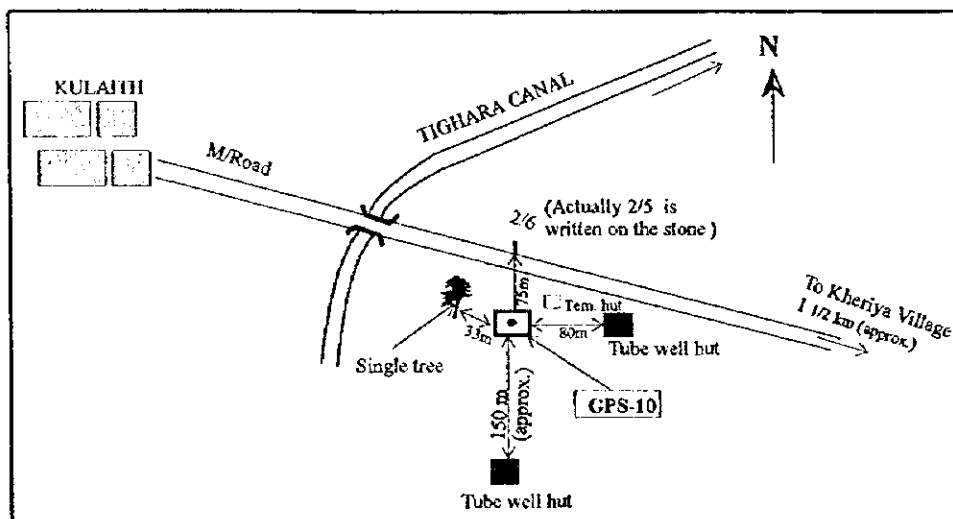 N
KULAITH
TIGHARA CANAL
M/Road
2/6 (Actually 2/5 is
written on the stone)
75m
Tem. hut
To Kheriya Village
1 1/2 km (approx.)
33m
80m
Single tree
Tube well hut
GPS-10
150 m
(approx.)
Tube well hut